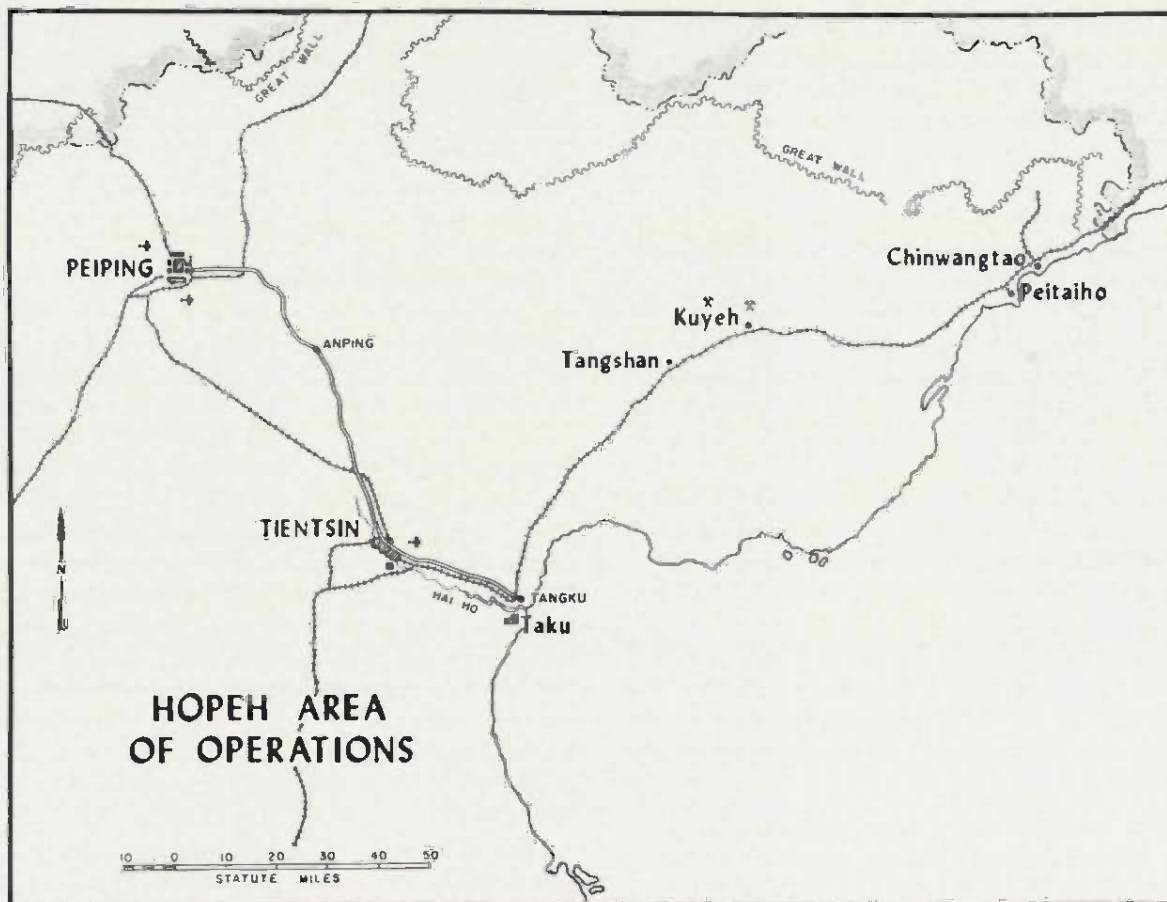 GREAT WALL
GREAT WALL
Chinwangtao
PEIPING
Peitaiho
Kuyeh
ANPING
Tangshan
TIENTSIN
N
TANGKU
HAI HO
Taku
HOPEH AREA
OF OPERATIONS
10 0 10 20 30 40 50
STATUTE MILES